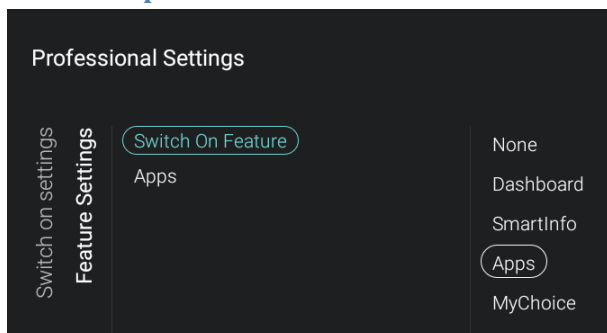 Professional Settings
Switch on settings
Feature Settings
Switch On Feature
Apps
None
Dashboard
SmartInfo
Apps
MyChoice